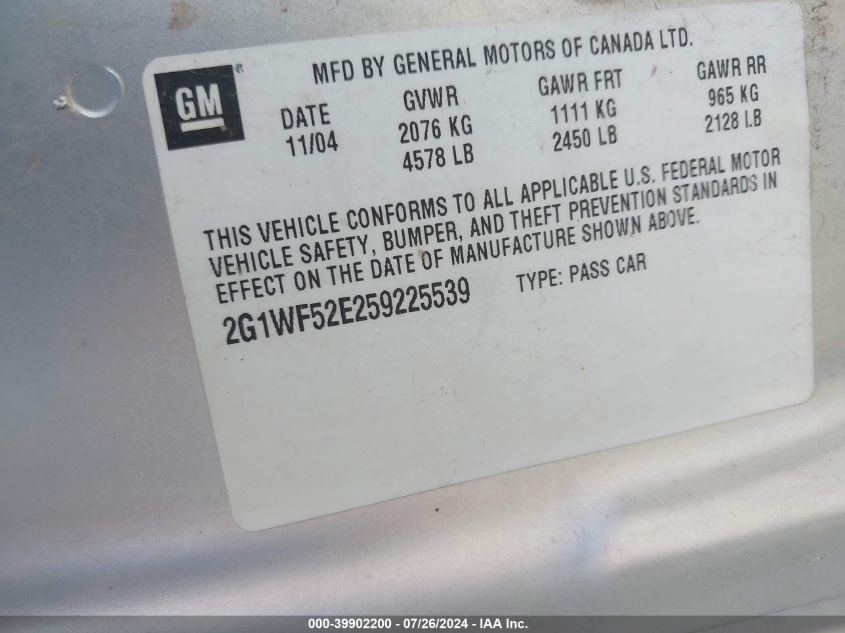 MFD BY GENERAL MOTORS OF CANADA LTD.
GM®
DATE GVWR GAWR FRT GAWR RR
11/04 2076 KG 1111 KG 965 KG
4578 LB 2450 LB 2128 LB
THIS VEHICLE CONFORMS TO ALL APPLICABLE U.S. FEDERAL MOTOR
VEHICLE SAFETY, BUMPER, AND THEFT PREVENTION STANDARDS IN
EFFECT ON THE DATE OF MANUFACTURE SHOWN ABOVE.
2G1WF52E259225539 TYPE: PASS CAR
000-39902200 - 07/26/2024 - IAA Inc.